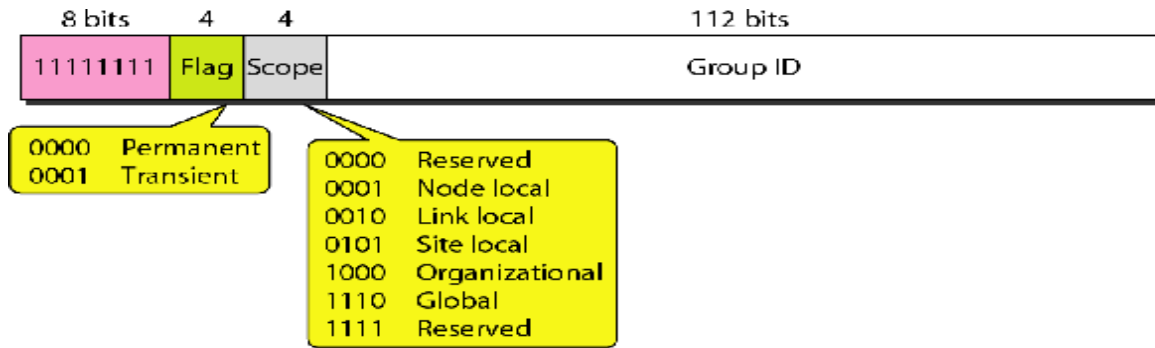 8 bits 4 4 112 bits
11111111 Flag Scope Group ID
0000 Permanent
0001 Transient
0000 Reserved
0001 Node local
0010 Link local
0101 Site local
1000 Organizational
1110 Global
1111 Reserved